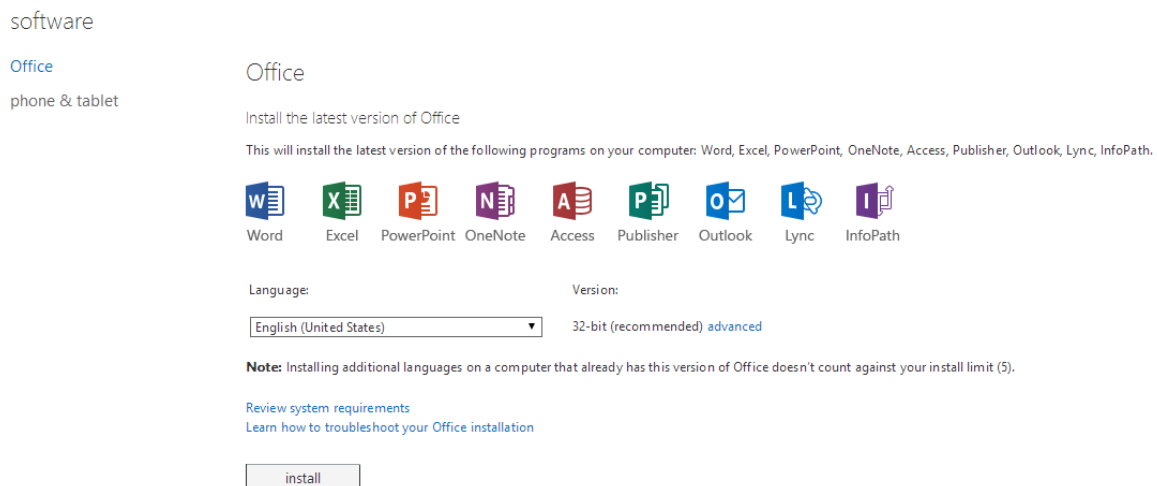 software
Office
phone & tablet
Office
Install the latest version of Office
This will install the latest version of the following programs on your computer: Word, Excel, PowerPoint, OneNote, Access, Publisher, Outlook, Lync, InfoPath.
W X P N A P O L I
Word Excel PowerPoint OneNote Access Publisher Outlook Lync InfoPath
Language: Version:
English (United States) 32-bit (recommended) advanced
Note: Installing additional languages on a computer that already has this version of Office doesn't count against your install limit (5).
Review system requirements
Learn how to troubleshoot your Office installation
install